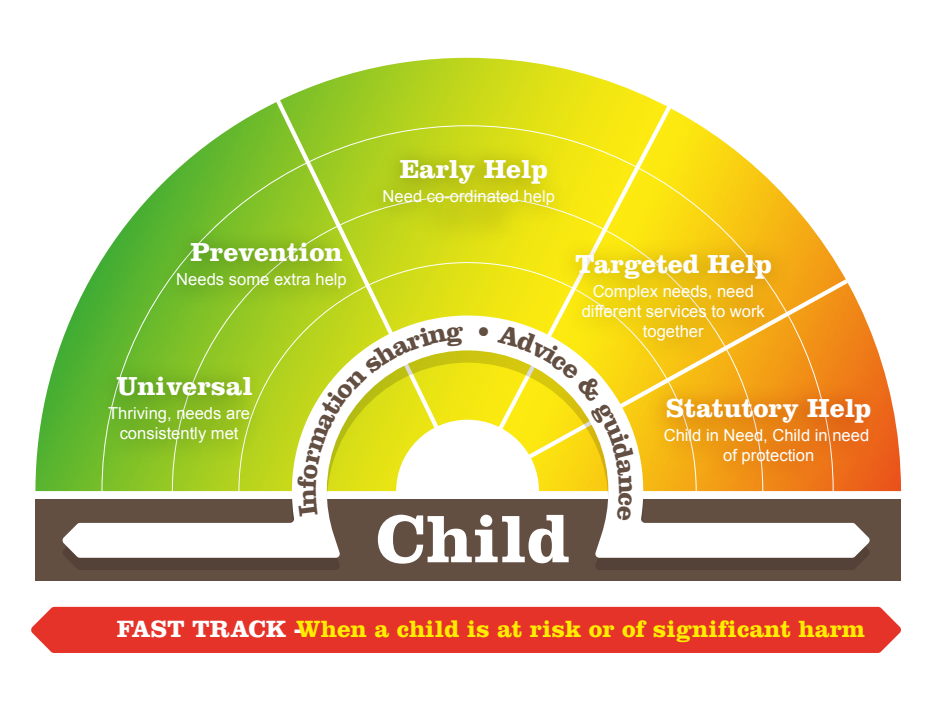 Early Help
Need co-ordinated help
Prevention
Needs some extra help
Targeted Help
Complex needs, need
different services to work
together
Universal
Thriving, needs are
consistently met
Statutory Help
Child in Need, Child in need
of protection
Information sharing • Advice & guidance
Child
FAST TRACK - When a child is at risk or of significant harm